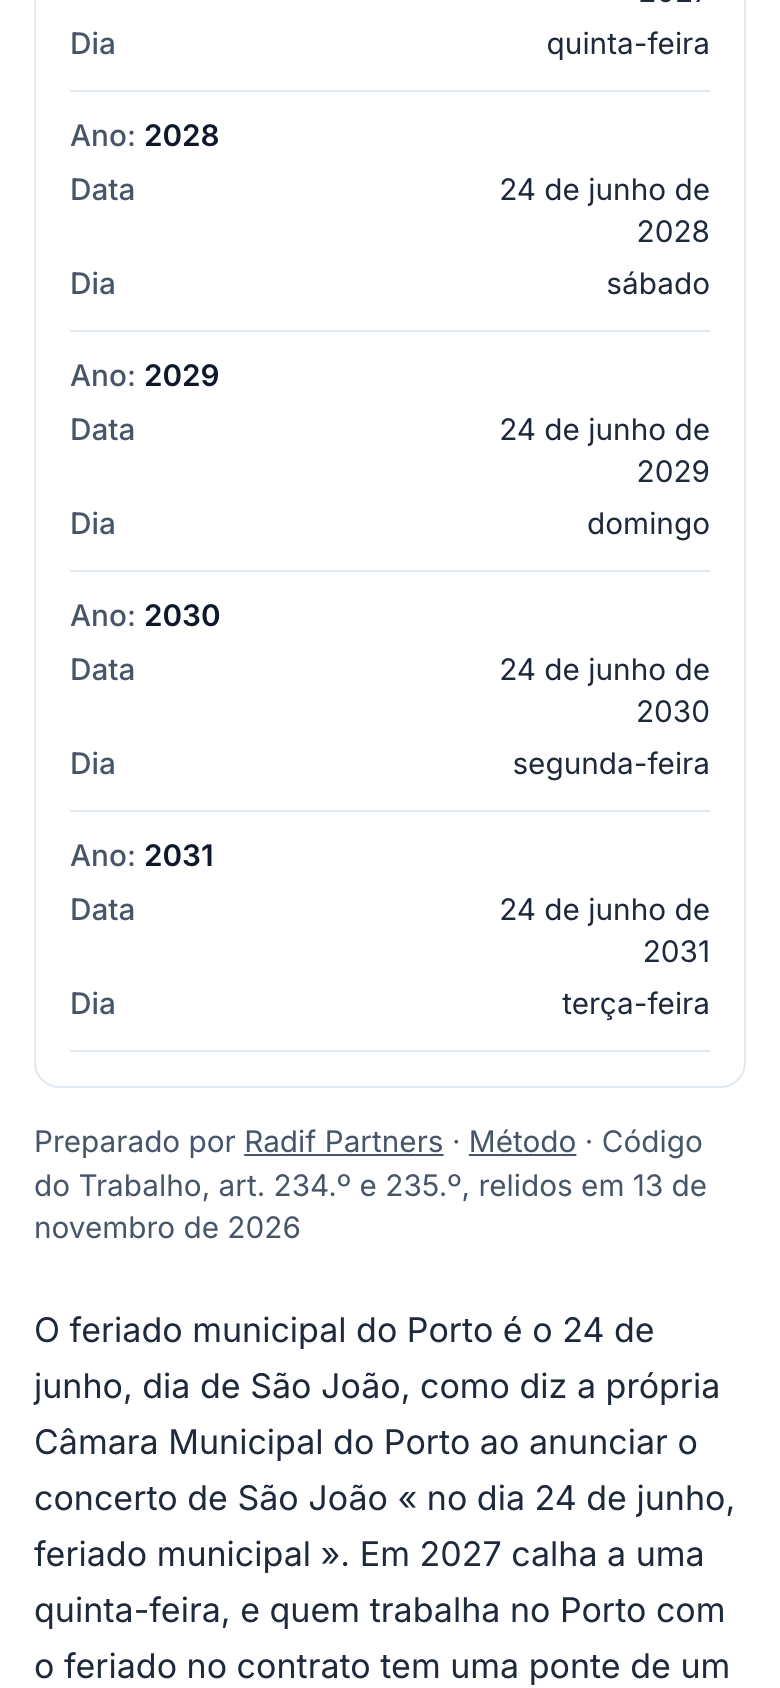 Dia quinta-feira
Ano: 2028
Data 24 de junho de
2028
Dia sábado
Ano: 2029
Data 24 de junho de
2029
Dia domingo
Ano: 2030
Data 24 de junho de
2030
Dia segunda-feira
Ano: 2031
Data 24 de junho de
2031
Dia terça-feira
Preparado por Radif Partners · Método · Código
do Trabalho, art. 234.º e 235.º, relidos em 13 de
novembro de 2026
O feriado municipal do Porto é o 24 de
junho, dia de São João, como diz a própria
Câmara Municipal do Porto ao anunciar o
concerto de São João « no dia 24 de junho,
feriado municipal ». Em 2027 calha a uma
quinta-feira, e quem trabalha no Porto com
o feriado no contrato tem uma ponte de um